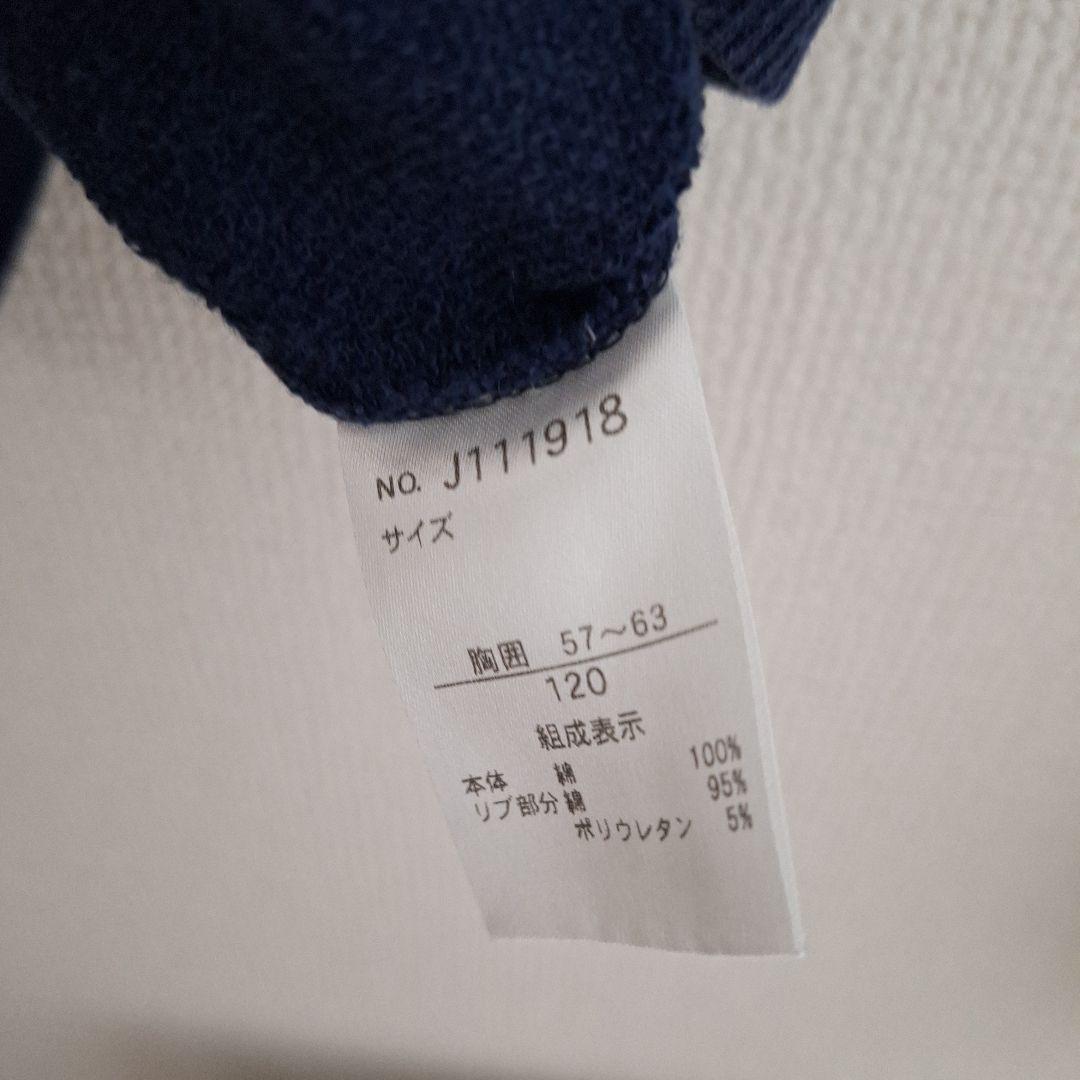 NO. J111918
サイズ
胸囲 57～63
120
組成表示
本体 綿 100%
リブ部分 綿 95%
ポリウレタン 5%